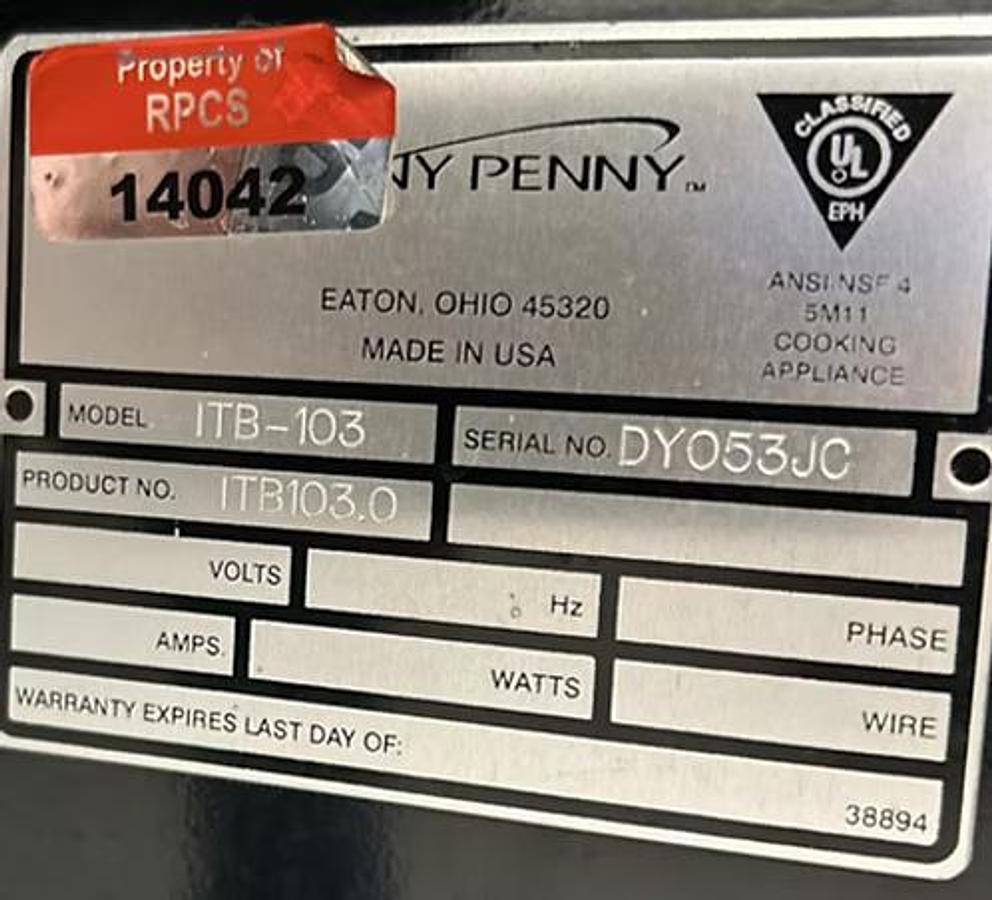 Property of
RPCS
14042
NY PENNY™
CLASSIFIED
UL
EPH
ANSI/NSF 4
5M11
COOKING
APPLIANCE
EATON, OHIO 45320
MADE IN USA
MODEL ITB-103
SERIAL NO. DY053JC
PRODUCT NO. ITB103.0
VOLTS
Hz
PHASE
AMPS.
WATTS
WIRE
WARRANTY EXPIRES LAST DAY OF:
38894